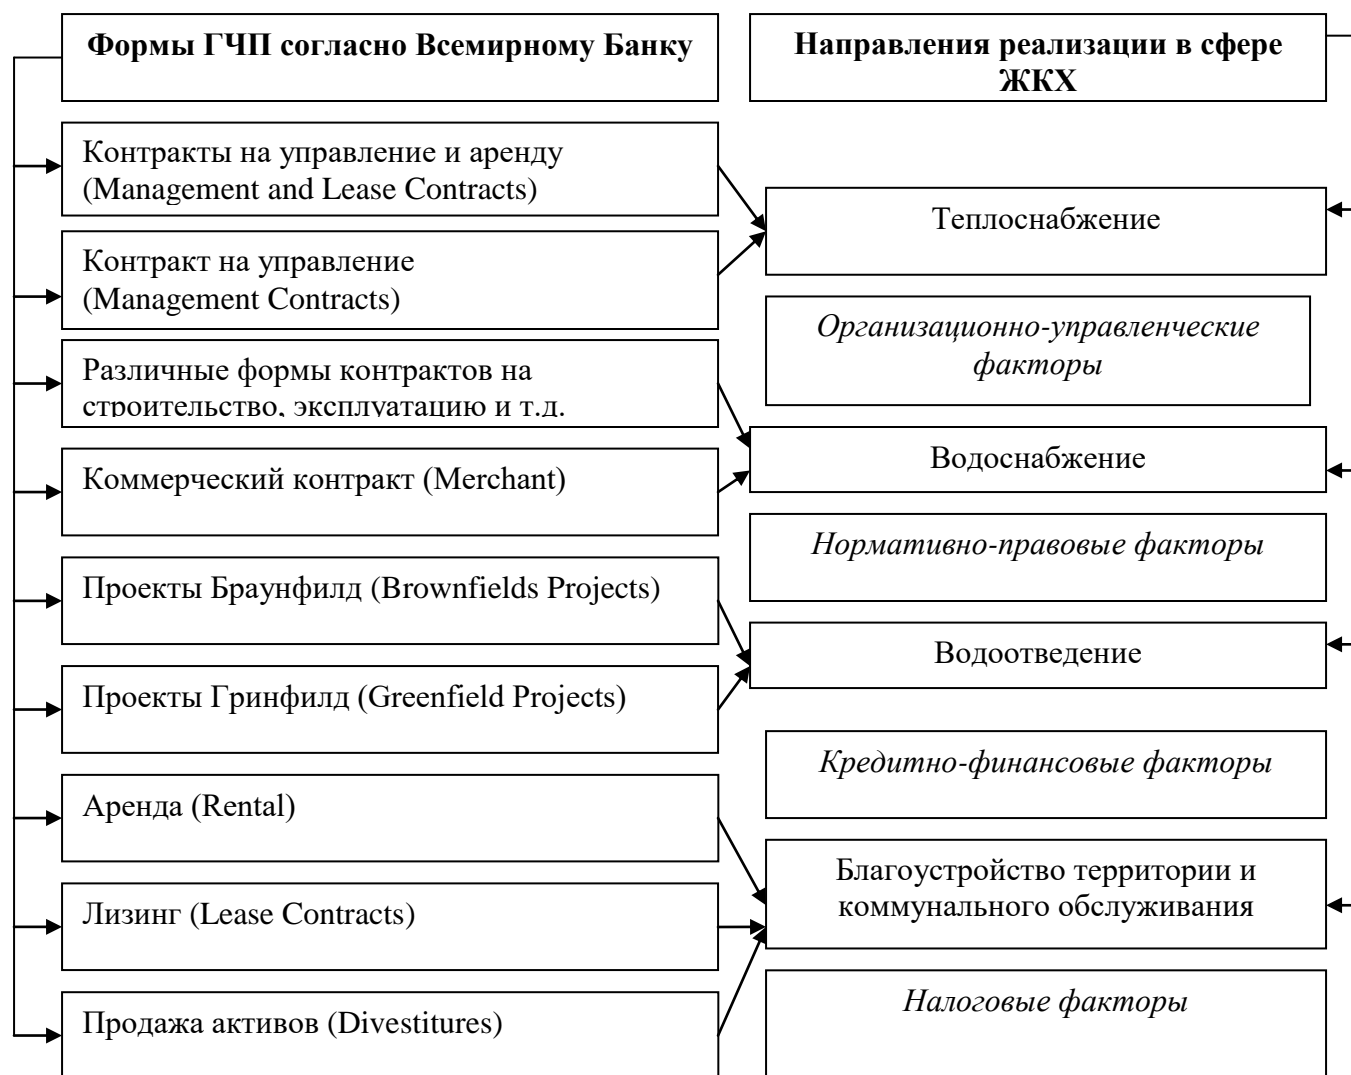 Формы ГЧП согласно Всемирному Банку
Контракты на управление и аренду
(Management and Lease Contracts)
Контракт на управление
(Management Contracts)
Различные формы контрактов на
строительство, эксплуатацию и т.д.
Коммерческий контракт (Merchant)
Проекты Браунфилд (Brownfields Projects)
Проекты Гринфилд (Greenfield Projects)
Аренда (Rental)
Лизинг (Lease Contracts)
Продажа активов (Divestitures)
Направления реализации в сфере
ЖКХ
Теплоснабжение
Организационно-управленческие
факторы
Водоснабжение
Нормативно-правовые факторы
Водоотведение
Кредитно-финансовые факторы
Благоустройство территории и
коммунального обслуживания
Налоговые факторы